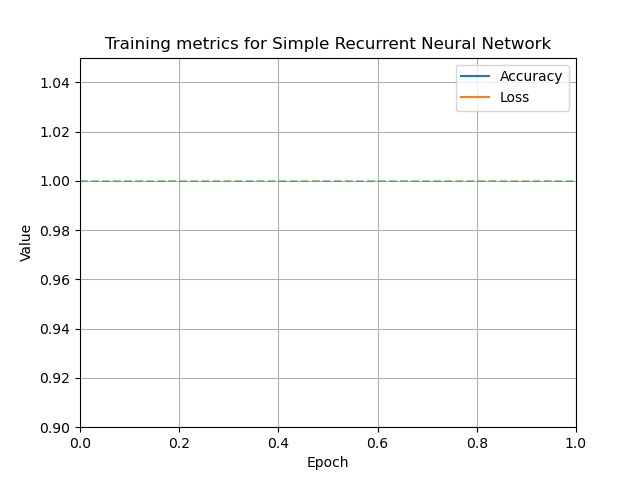 Training metrics for Simple Recurrent Neural Network
Accuracy
Loss
1.04
1.02
1.00
0.98
0.96
0.94
0.92
0.90
Value
0.0 0.2 0.4 0.6 0.8 1.0
Epoch